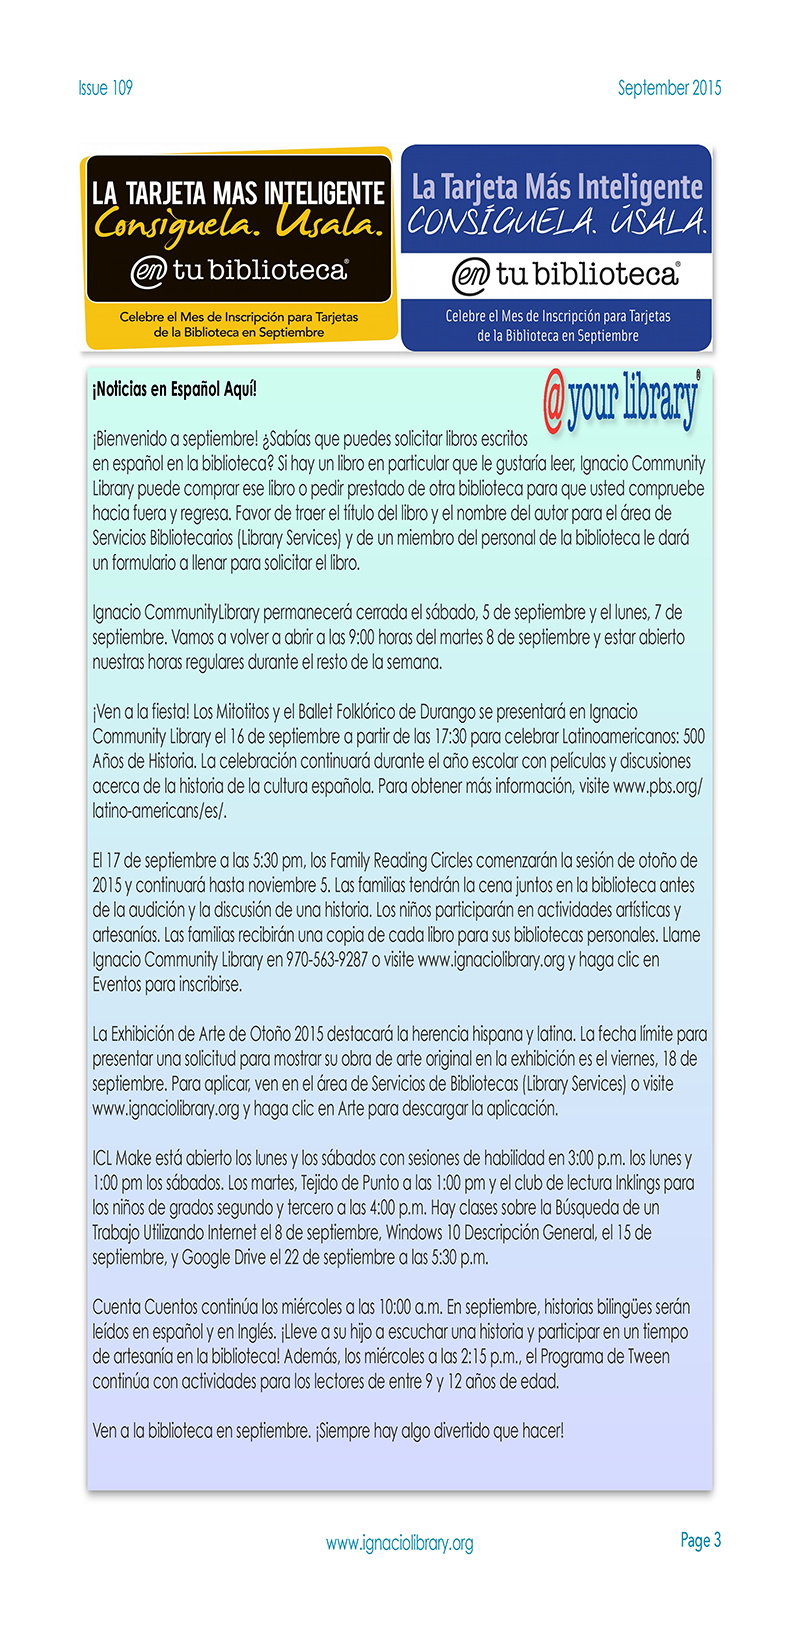 Issue 109
September 2015
LA TARJETA MAS INTELIGENTE
Consìguela. Úsala.
en tu biblioteca®
Celebre el Mes de Inscripción para Tarjetas
de la Biblioteca en Septiembre
La Tarjeta Más Inteligente
CONSÍGUELA. ÚSALA.
en tu biblioteca®
Celebre el Mes de Inscripción para Tarjetas
de la Biblioteca en Septiembre
¡Noticias en Español Aquí!
@ your library®
¡Bienvenido a septiembre! ¿Sabías que puedes solicitar libros escritos
en español en la biblioteca? Si hay un libro en particular que le gustaría leer, Ignacio Community
Library puede comprar ese libro o pedir prestado de otra biblioteca para que usted compruebe
hacia fuera y regresa. Favor de traer el título del libro y el nombre del autor para el área de
Servicios Bibliotecarios (Library Services) y de un miembro del personal de la biblioteca le dará
un formulario a llenar para solicitar el libro.
Ignacio CommunityLibrary permanecerá cerrada el sábado, 5 de septiembre y el lunes, 7 de
septiembre. Vamos a volver a abrir a las 9:00 horas del martes 8 de septiembre y estar abierto
nuestras horas regulares durante el resto de la semana.
¡Ven a la fiesta! Los Mitotitos y el Ballet Folklórico de Durango se presentará en Ignacio
Community Library el 16 de septiembre a partir de las 17:30 para celebrar Latinoamericanos: 500
Años de Historia. La celebración continuará durante el año escolar con películas y discusiones
acerca de la historia de la cultura española. Para obtener más información, visite www.pbs.org/
latino-americans/es/.
El 17 de septiembre a las 5:30 pm, los Family Reading Circles comenzarán la sesión de otoño de
2015 y continuará hasta noviembre 5. Las familias tendrán la cena juntos en la biblioteca antes
de la audición y la discusión de una historia. Los niños participarán en actividades artísticas y
artesanías. Las familias recibirán una copia de cada libro para sus bibliotecas personales. Llame
Ignacio Community Library en 970-563-9287 o visite www.ignaciolibrary.org y haga clic en
Eventos para inscribirse.
La Exhibición de Arte de Otoño 2015 destacará la herencia hispana y latina. La fecha límite para
presentar una solicitud para mostrar su obra de arte original en la exhibición es el viernes, 18 de
septiembre. Para aplicar, ven en el área de Servicios de Bibliotecas (Library Services) o visite
www.ignaciolibrary.org y haga clic en Arte para descargar la aplicación.
ICL Make está abierto los lunes y los sábados con sesiones de habilidad en 3:00 p.m. los lunes y
1:00 pm los sábados. Los martes, Tejido de Punto a las 1:00 pm y el club de lectura Inklings para
los niños de grados segundo y tercero a las 4:00 p.m. Hay clases sobre la Búsqueda de un
Trabajo Utilizando Internet el 8 de septiembre, Windows 10 Descripción General, el 15 de
septiembre, y Google Drive el 22 de septiembre a las 5:30 p.m.
Cuenta Cuentos continúa los miércoles a las 10:00 a.m. En septiembre, historias bilingües serán
leídos en español y en Inglés. ¡Lleve a su hijo a escuchar una historia y participar en un tiempo
de artesanía en la biblioteca! Además, los miércoles a las 2:15 p.m., el Programa de Tween
continúa con actividades para los lectores de entre 9 y 12 años de edad.
Ven a la biblioteca en septiembre. ¡Siempre hay algo divertido que hacer!
www.ignaciolibrary.org
Page 3